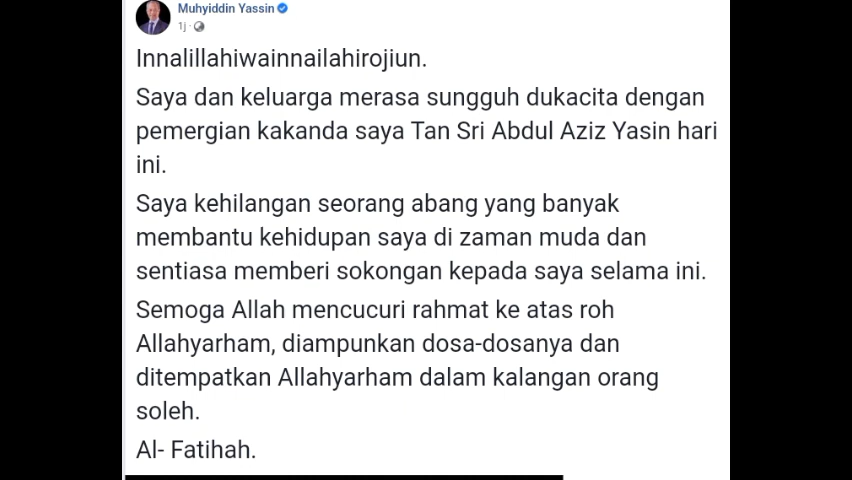 Muhyiddin Yassin
1j ·
Innalillahiwainnailahirojiun.
Saya dan keluarga merasa sungguh dukacita dengan
pemergian kakanda saya Tan Sri Abdul Aziz Yasin hari
ini.
Saya kehilangan seorang abang yang banyak
membantu kehidupan saya di zaman muda dan
sentiasa memberi sokongan kepada saya selama ini.
Semoga Allah mencucuri rahmat ke atas roh
Allahyarham, diampunkan dosa-dosanya dan
ditempatkan Allahyarham dalam kalangan orang
soleh.
Al- Fatihah.